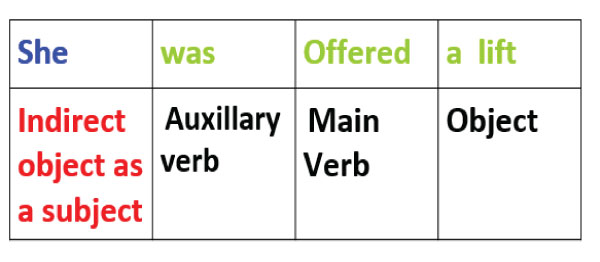 She was Offered a lift
Indirect object as a subject
Auxillary verb
Main Verb
Object